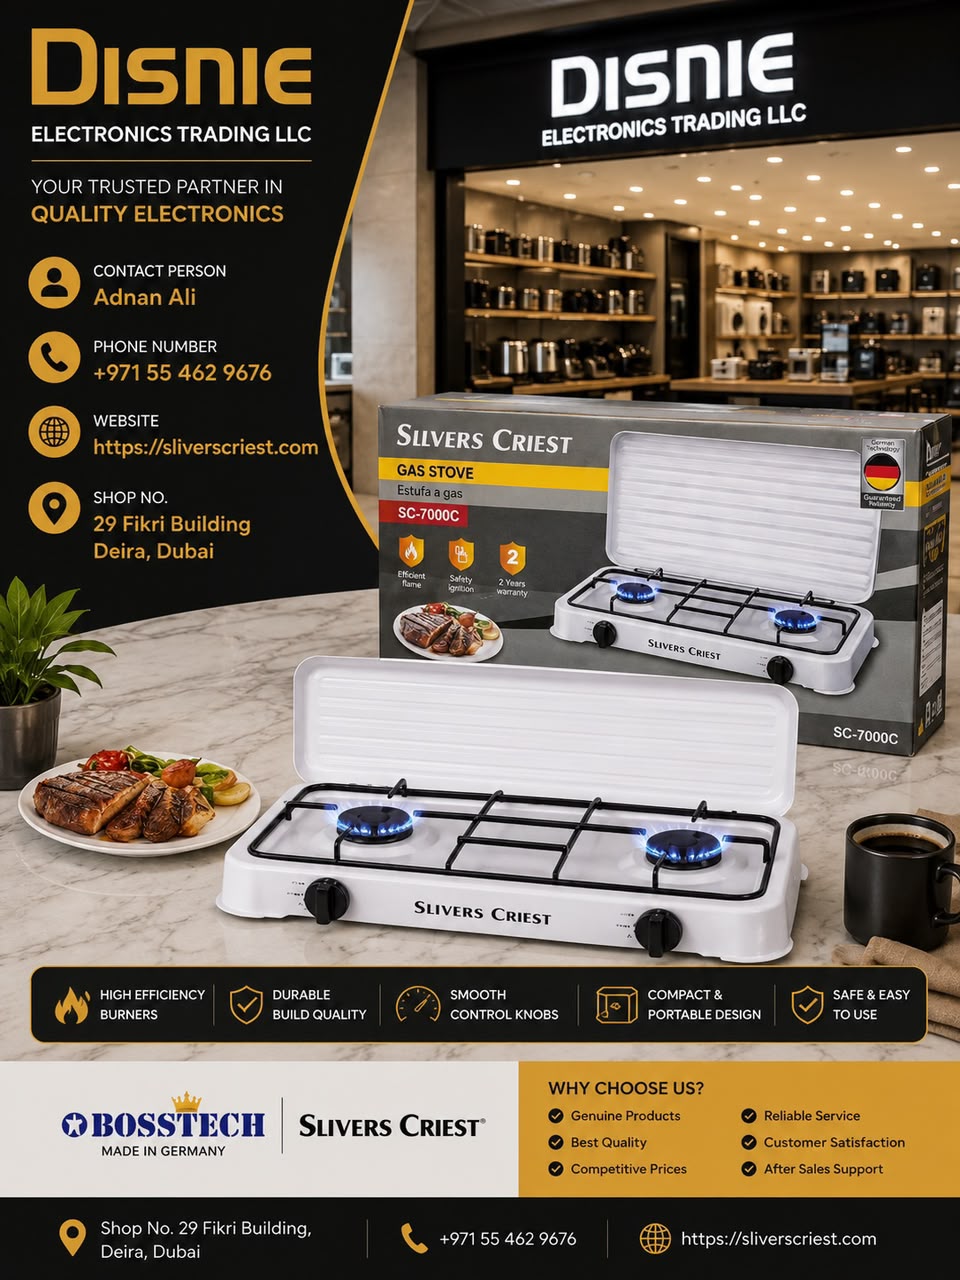 DISNIE
ELECTRONICS TRADING LLC
YOUR TRUSTED PARTNER IN
QUALITY ELECTRONICS
CONTACT PERSON
Adnan Ali
PHONE NUMBER
+971 55 462 9676
WEBSITE
https://sliverscriest.com
SHOP NO.
29 Fikri Building
Deira, Dubai
DISNIE
ELECTRONICS TRADING LLC
SLIVERS CRIEST
GAS STOVE
Estufa a gas
SC-7000C
Efficient
flame
Safety
ignition
2
2 Years
warranty
German
Technology
Guaranteed
SLIVERS CRIEST
SC-7000C
SLIVERS CRIEST
HIGH EFFICIENCY
BURNERS
DURABLE
BUILD QUALITY
SMOOTH
CONTROL KNOBS
COMPACT &
PORTABLE DESIGN
SAFE & EASY
TO USE
BOSSTECH
MADE IN GERMANY
SLIVERS CRIEST®
WHY CHOOSE US?
Genuine Products
Best Quality
Competitive Prices
Reliable Service
Customer Satisfaction
After Sales Support
Shop No. 29 Fikri Building,
Deira, Dubai
+971 55 462 9676
https://sliverscriest.com